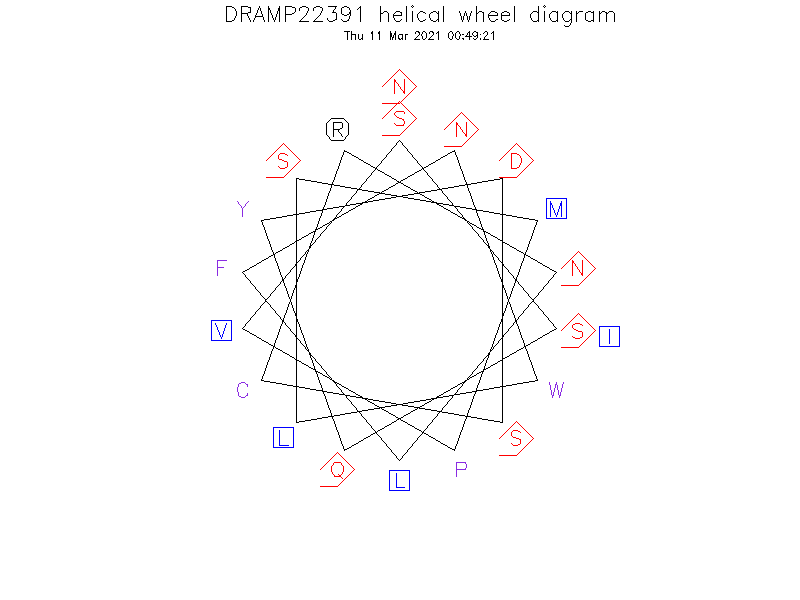 DRAMP22391 helical wheel diagram
Thu 11 Mar 2021 00:49:21
N
S
R
N
S
D
Y
M
F
N
V
S
I
C
W
L
S
Q
P
L